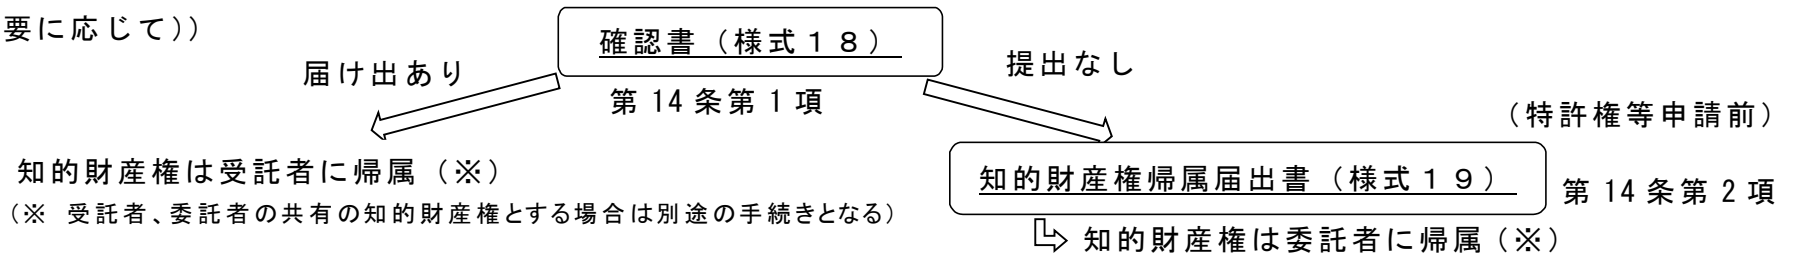 要に応じて))
確認書（様式１８）
届け出あり
提出なし
第 14 条第 1 項
（特許権等申請前）
知的財産権は受託者に帰属（※）
知的財産権帰属届出書（様式１９）
第 14 条第 2 項
（※ 受託者、委託者の共有の知的財産権とする場合は別途の手続きとなる）
知的財産権は委託者に帰属（※）